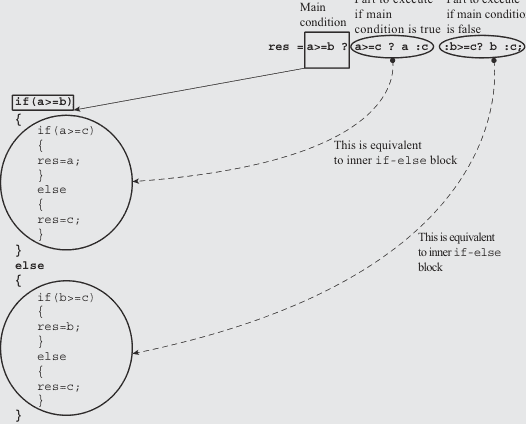 Main
condition
Part to execute
if main
condition is true
Part to execute
if main condition
is false
res =a>=b ? a>=c ? a :c :b>=c? b :c;
if(a>=b)
{
if(a>=c)
{
res=a;
}
else
{
res=c;
}
}
else
{
if(b>=c)
{
res=b;
}
else
{
res=c;
}
}
This is equivalent
to inner if-else block
This is equivalent
to inner if-else
block